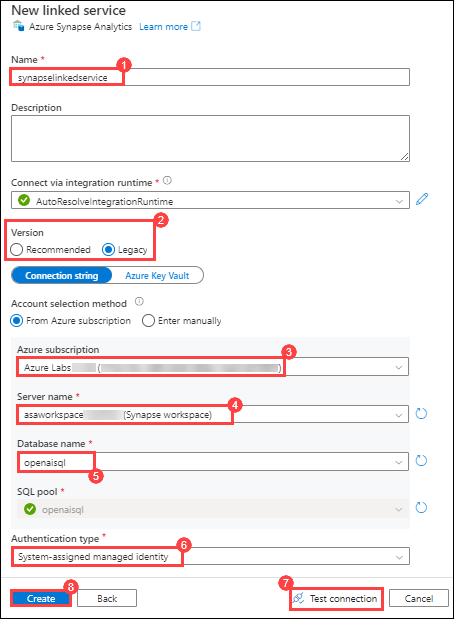 New linked service
Azure Synapse Analytics Learn more
Name *
1
synapselinkedservice
Description
Connect via integration runtime *
AutoResolveIntegrationRuntime
2
Version
Recommended Legacy
Connection string Azure Key Vault
Account selection method
From Azure subscription Enter manually
Azure subscription
3
Azure Labs ( )
Server name *
4
asaworkspace (Synapse workspace)
Database name *
openaisql
5
SQL pool *
openaisql
Authentication type *
6
System-assigned managed identity
8 7
Create Back Test connection Cancel